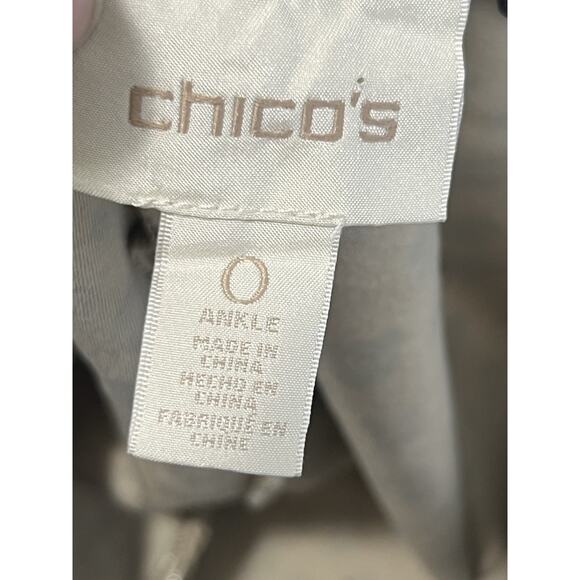 chico's
0
ANKLE
MADE IN
CHINA
HECHO EN
CHINA
FABRIQUÉ EN
CHINE